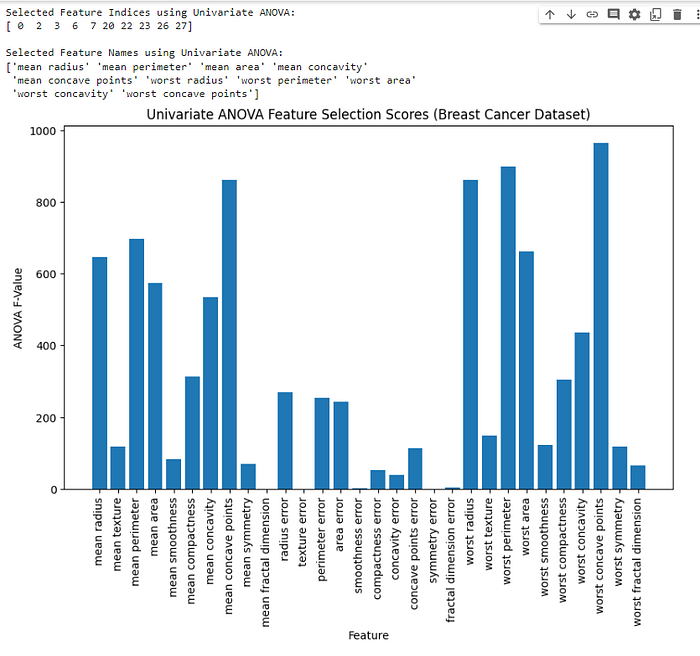 Selected Feature Indices using Univariate ANOVA:
[ 0  2  3  6  7 20 22 23 26 27]
Selected Feature Names using Univariate ANOVA:
['mean radius' 'mean perimeter' 'mean area' 'mean concavity'
'mean concave points' 'worst radius' 'worst perimeter' 'worst area'
'worst concavity' 'worst concave points']
Univariate ANOVA Feature Selection Scores (Breast Cancer Dataset)
1000
800
600
400
200
0
ANOVA F-Value
mean radius
mean texture
mean perimeter
mean area
mean smoothness
mean compactness
mean concavity
mean concave points
mean symmetry
mean fractal dimension
radius error
texture error
perimeter error
area error
smoothness error
compactness error
concavity error
concave points error
symmetry error
fractal dimension error
worst radius
worst texture
worst perimeter
worst area
worst smoothness
worst compactness
worst concavity
worst concave points
worst symmetry
worst fractal dimension
Feature